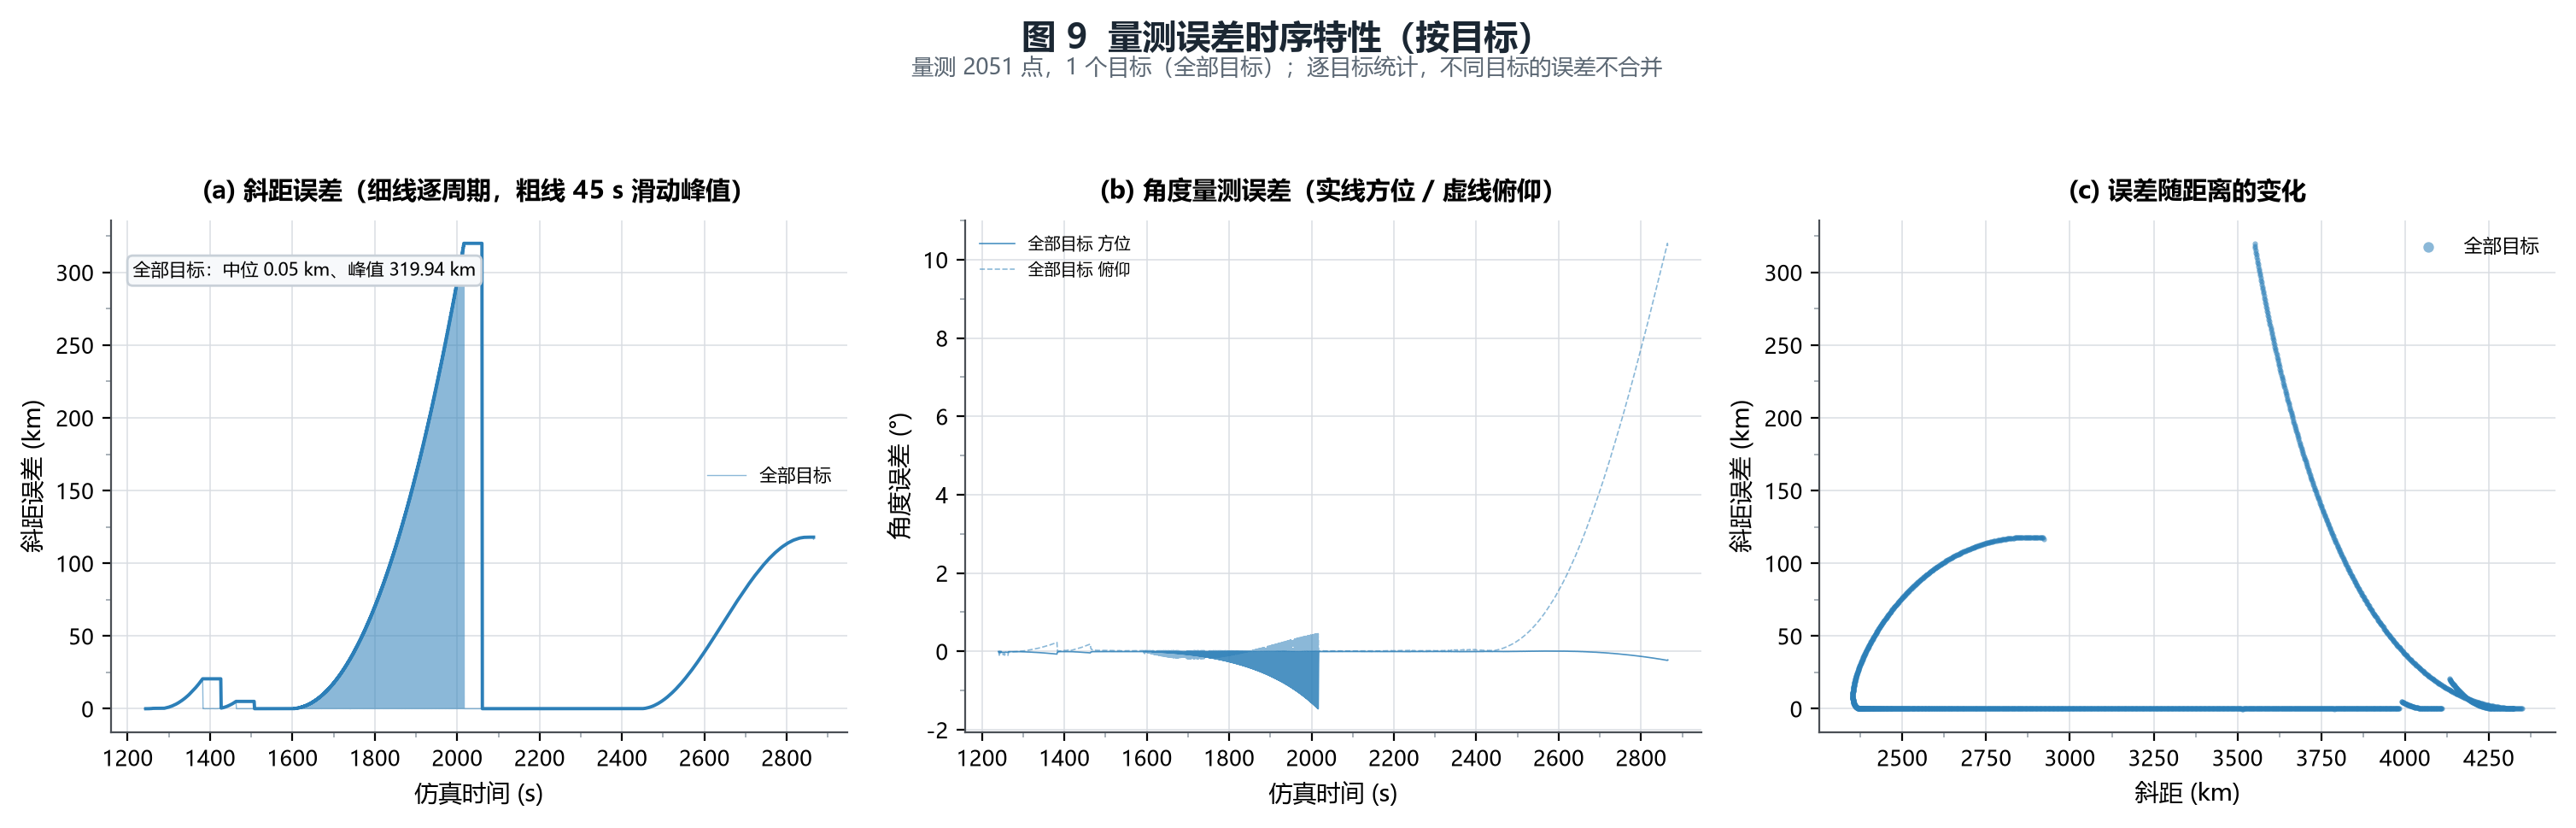 图 9 量测误差时序特性（按目标）
量测 2051 点，1 个目标（全部目标）；逐目标统计，不同目标的误差不合并
(a) 斜距误差（细线逐周期，粗线 45 s 滑动峰值）
全部目标：中位 0.05 km、峰值 319.94 km
全部目标
斜距误差 (km)
300
250
200
150
100
50
0
1200 1400 1600 1800 2000 2200 2400 2600 2800
仿真时间 (s)
(b) 角度量测误差（实线方位 / 虚线俯仰）
全部目标 方位
全部目标 俯仰
角度误差 (°)
10
8
6
4
2
0
-2
1200 1400 1600 1800 2000 2200 2400 2600 2800
仿真时间 (s)
(c) 误差随距离的变化
全部目标
斜距误差 (km)
300
250
200
150
100
50
0
2500 2750 3000 3250 3500 3750 4000 4250
斜距 (km)